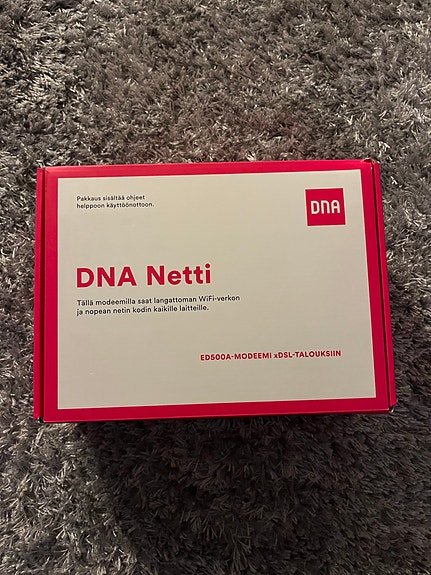 Pakkaus sisältää ohjeet
helppoon käyttöönottoon.
DNA
DNA Netti
Tällä modeemilla saat langattoman WiFi-verkon
ja nopean netin kodin kaikille laitteille.
ED500A-MODEEMI xDSL-TALOUKSIIN